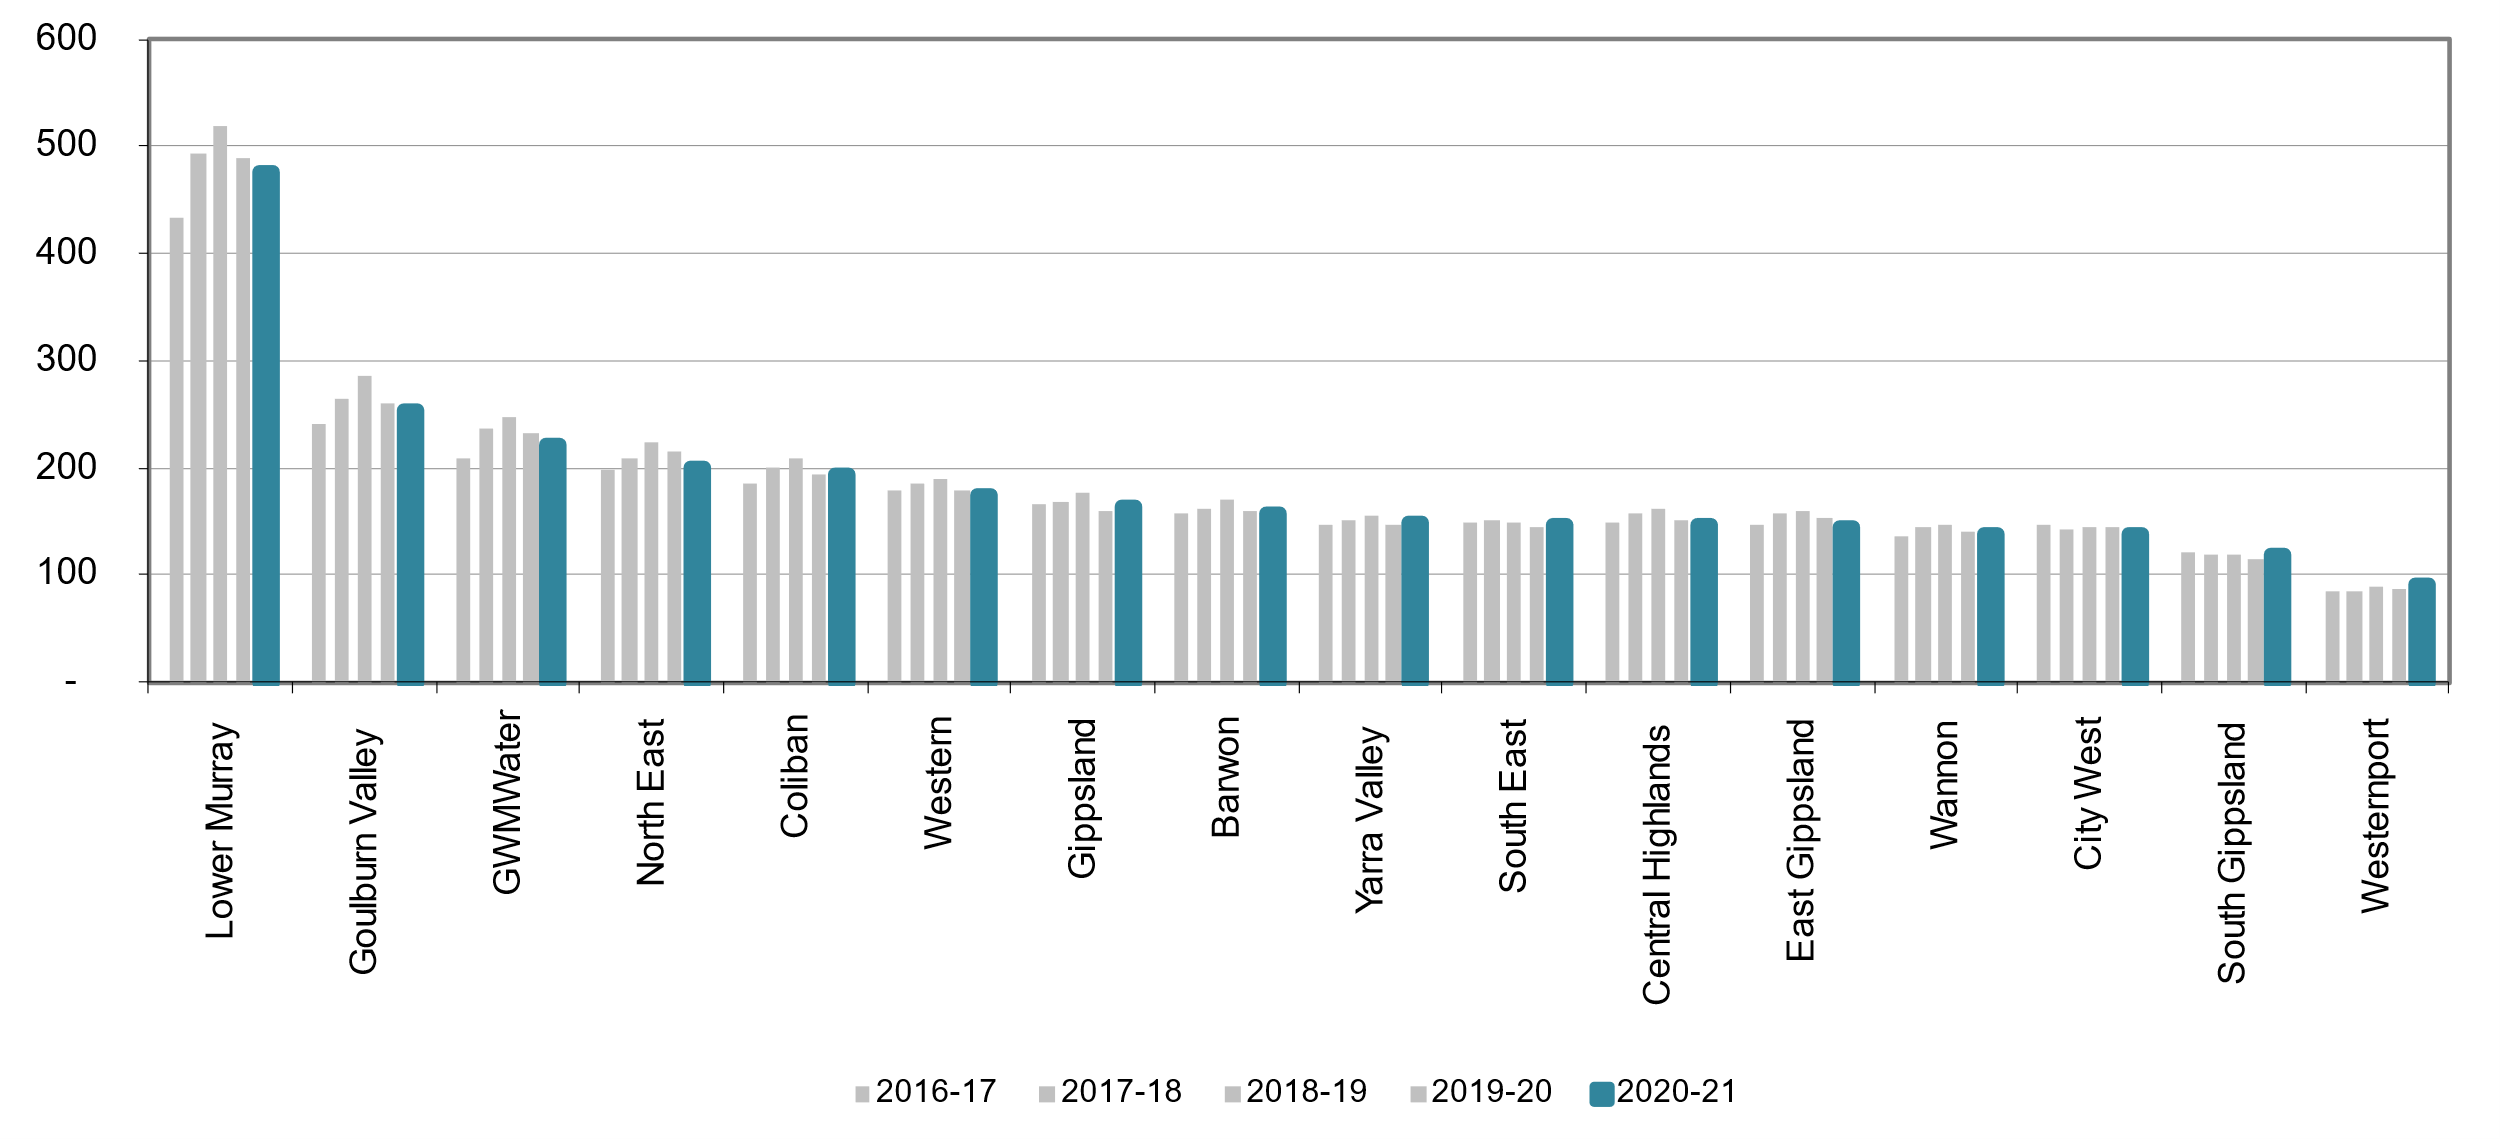 600
500
400
300
200
100
-
Lower Murray
Goulburn Valley
GWMWater
North East
Coliban
Western
Gippsland
Barwon
Yarra Valley
South East
Central Highlands
East Gippsland
Wannon
City West
South Gippsland
Westernport
2016-17 2017-18 2018-19 2019-20 2020-21